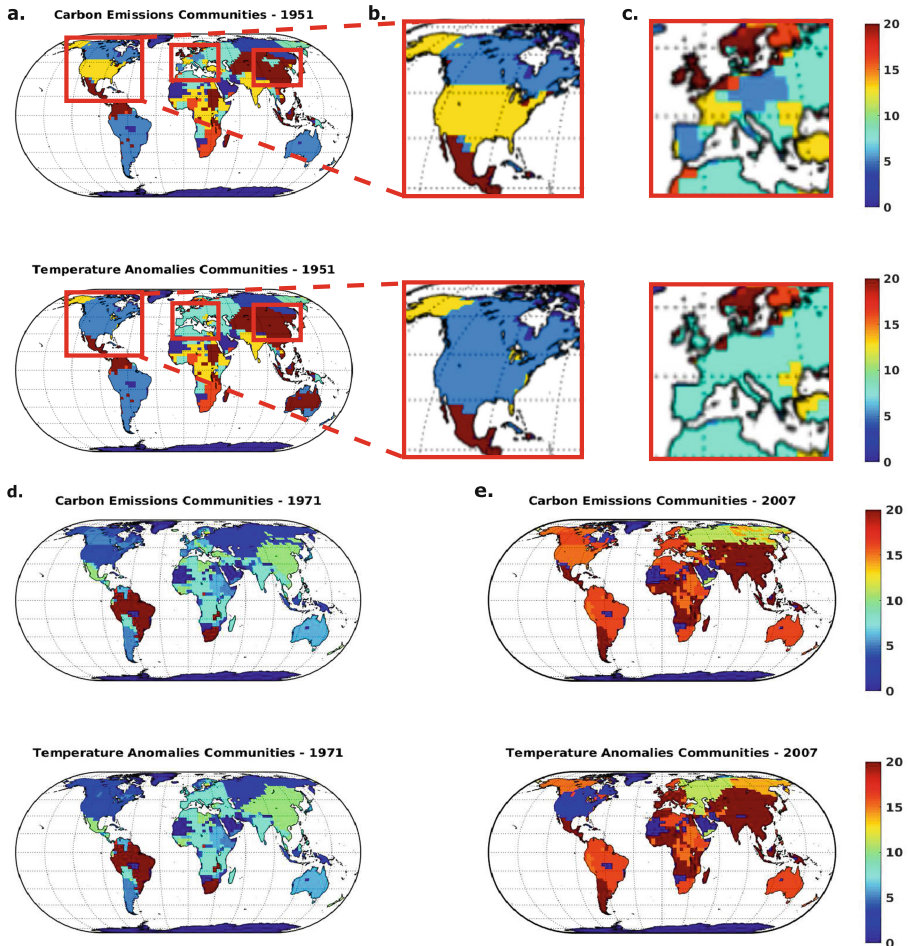 a.
Carbon Emissions Communities - 1951
b.
c.
20
15
10
5
0
Temperature Anomalies Communities - 1951
20
15
10
5
0
d.
Carbon Emissions Communities - 1971
e.
Carbon Emissions Communities - 2007
20
15
10
5
0
Temperature Anomalies Communities - 1971
Temperature Anomalies Communities - 2007
20
15
10
5
0